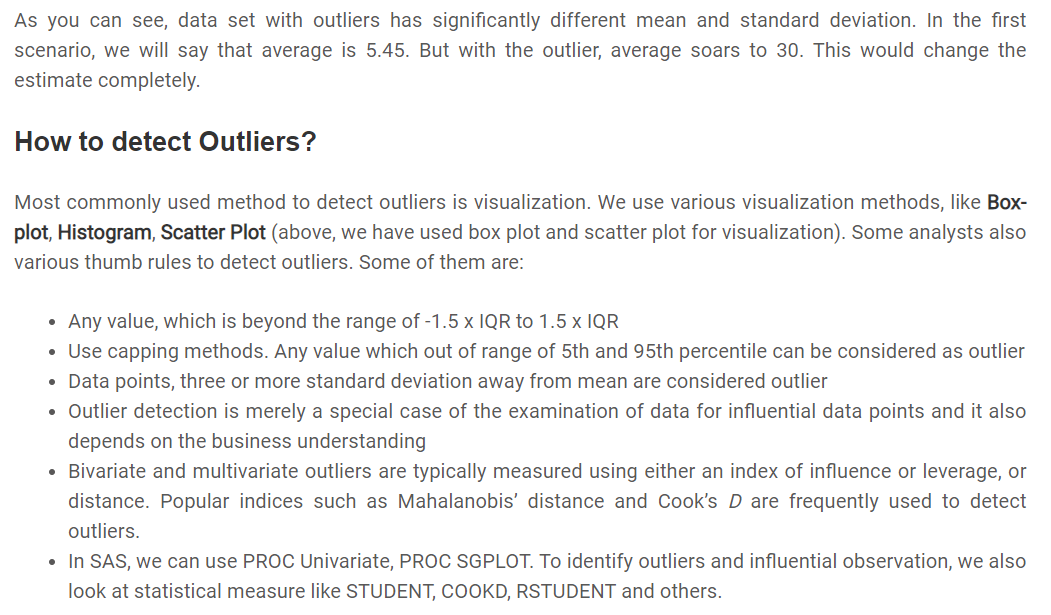 As you can see, data set with outliers has significantly different mean and standard deviation. In the first
scenario, we will say that average is 5.45. But with the outlier, average soars to 30. This would change the
estimate completely.
How to detect Outliers?
Most commonly used method to detect outliers is visualization. We use various visualization methods, like Box-
plot, Histogram, Scatter Plot (above, we have used box plot and scatter plot for visualization). Some analysts also
various thumb rules to detect outliers. Some of them are:
• Any value, which is beyond the range of -1.5 x IQR to 1.5 x IQR
• Use capping methods. Any value which out of range of 5th and 95th percentile can be considered as outlier
• Data points, three or more standard deviation away from mean are considered outlier
• Outlier detection is merely a special case of the examination of data for influential data points and it also
depends on the business understanding
• Bivariate and multivariate outliers are typically measured using either an index of influence or leverage, or
distance. Popular indices such as Mahalanobis’ distance and Cook’s D are frequently used to detect
outliers.
• In SAS, we can use PROC Univariate, PROC SGPLOT. To identify outliers and influential observation, we also
look at statistical measure like STUDENT, COOKD, RSTUDENT and others.